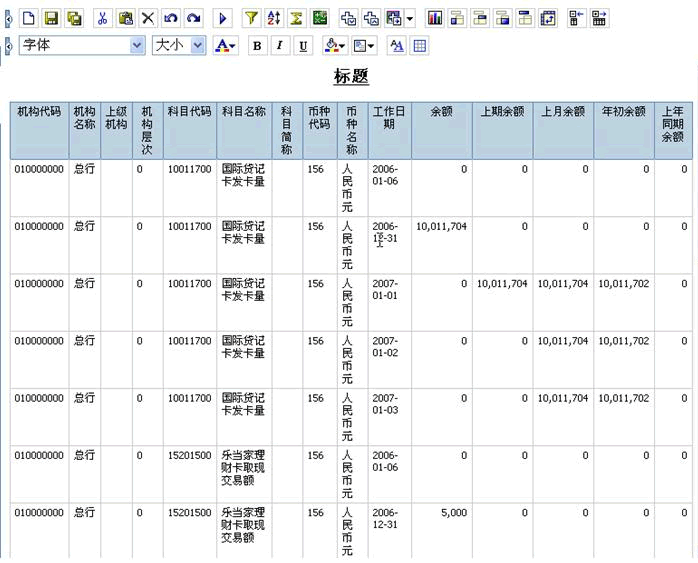 字体 大小 A B I U
标题
机构代码 机构名称 上级机构 机构层次 科目代码 科目名称 科目简称 币种代码 币种名称 工作日期 余额 上期余额 上月余额 年初余额 上年同期余额
010000000 总行 0 10011700 国际贷记卡发卡量 156 人民币元 2006-01-06 0 0 0 0 0
010000000 总行 0 10011700 国际贷记卡发卡量 156 人民币元 2006-12-31 10,011,704 0 0 0 0
010000000 总行 0 10011700 国际贷记卡发卡量 156 人民币元 2007-01-01 0 10,011,704 10,011,704 10,011,702 0
010000000 总行 0 10011700 国际贷记卡发卡量 156 人民币元 2007-01-02 0 0 10,011,704 10,011,702 0
010000000 总行 0 10011700 国际贷记卡发卡量 156 人民币元 2007-01-03 0 0 10,011,704 10,011,702 0
010000000 总行 0 15201500 乐当家理财卡取现交易额 156 人民币元 2006-01-06 0 0 0 0 0
010000000 总行 0 15201500 乐当家理财卡取现交易额 156 人民币元 2006-12-31 5,000 0 0 0 0